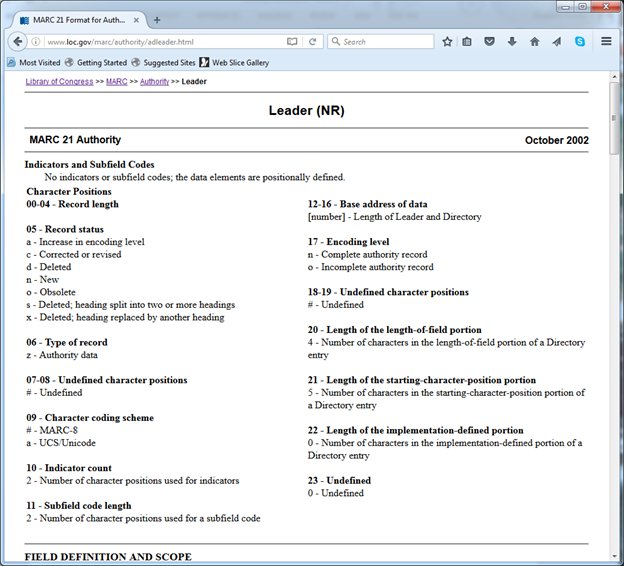 MARC 21 Format for Auth...
www.loc.gov/marc/authority/adleader.html
Search
Most Visited
Getting Started
Suggested Sites
Web Slice Gallery
Library of Congress >> MARC >> Authority >> Leader
Leader (NR)
MARC 21 Authority
October 2002
Indicators and Subfield Codes
No indicators or subfield codes; the data elements are positionally defined.
Character Positions
00-04 - Record length
05 - Record status
a - Increase in encoding level
c - Corrected or revised
d - Deleted
n - New
o - Obsolete
s - Deleted; heading split into two or more headings
x - Deleted; heading replaced by another heading
06 - Type of record
z - Authority data
07-08 - Undefined character positions
# - Undefined
09 - Character coding scheme
# - MARC-8
a - UCS/Unicode
10 - Indicator count
2 - Number of character positions used for indicators
11 - Subfield code length
2 - Number of character positions used for a subfield code
12-16 - Base address of data
[number] - Length of Leader and Directory
17 - Encoding level
n - Complete authority record
o - Incomplete authority record
18-19 - Undefined character positions
# - Undefined
20 - Length of the length-of-field portion
4 - Number of characters in the length-of-field portion of a Directory
entry
21 - Length of the starting-character-position portion
5 - Number of characters in the starting-character-position portion of
a Directory entry
22 - Length of the implementation-defined portion
0 - Number of characters in the implementation-defined portion of a
Directory entry
23 - Undefined
0 - Undefined
FIELD DEFINITION AND SCOPE